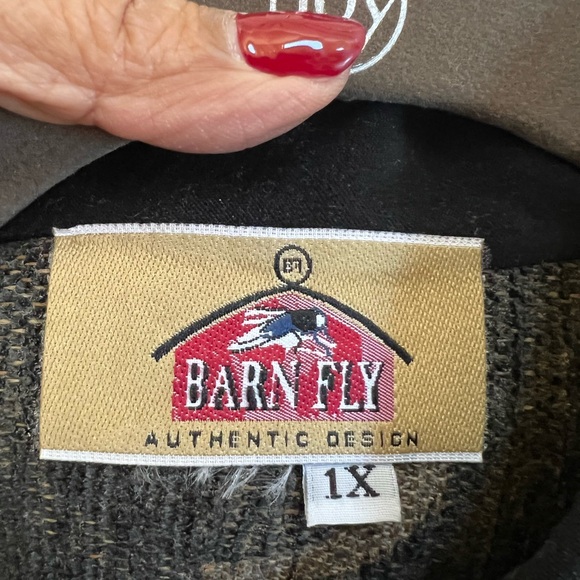 BF
BARN FLY
AUTHENTIC DESIGN
1X